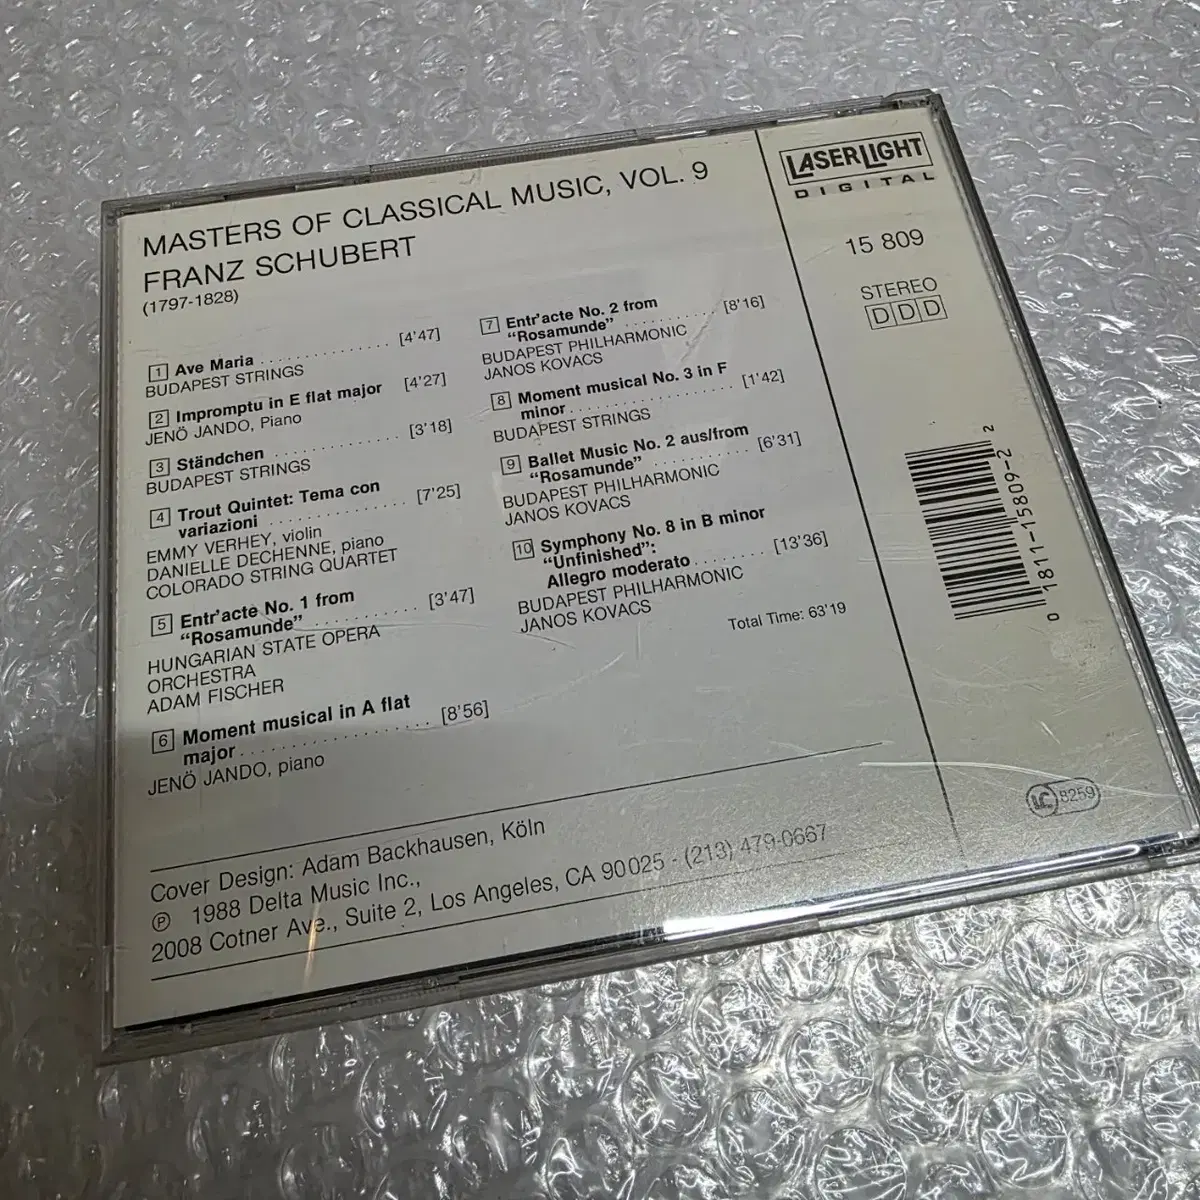 MASTERS OF CLASSICAL MUSIC, VOL. 9
FRANZ SCHUBERT
(1797-1828)
1 Ave Maria . . . . . . . . . . . . . . . [4'47]
BUDAPEST STRINGS
2 Impromptu in E flat major [4'27]
JENÖ JANDO, Piano
3 Ständchen . . . . . . . . . . . . . . [3'18]
BUDAPEST STRINGS
4 Trout Quintet: Tema con
variazioni . . . . . . . . . . . . . . . [7'25]
EMMY VERHEY, violin
DANIELLE DECHENNE, piano
COLORADO STRING QUARTET
5 Entr'acte No. 1 from
"Rosamunde" . . . . . . . . . . . . [3'47]
HUNGARIAN STATE OPERA
ORCHESTRA
ADAM FISCHER
6 Moment musical in A flat
major . . . . . . . . . . . . . . . . . . . [8'56]
JENÖ JANDO, piano
7 Entr'acte No. 2 from
"Rosamunde" . . . . . . . . . . . . [8'16]
BUDAPEST PHILHARMONIC
JANOS KOVACS
8 Moment musical No. 3 in F
minor . . . . . . . . . . . . . . . . . . . [1'42]
BUDAPEST STRINGS
9 Ballet Music No. 2 aus/from
"Rosamunde" . . . . . . . . . . . . [6'31]
BUDAPEST PHILHARMONIC
JANOS KOVACS
10 Symphony No. 8 in B minor
"Unfinished":
Allegro moderato . . . . . . . [13'36]
BUDAPEST PHILHARMONIC
JANOS KOVACS
Total Time: 63'19
LASERLIGHT
DIGITAL
15 809
STEREO
DDD
0 1811-15809-2 2
LC 8259
Cover Design: Adam Backhausen, Köln
℗ 1988 Delta Music Inc.,
2008 Cotner Ave., Suite 2, Los Angeles, CA 90025 - (213) 479-0667